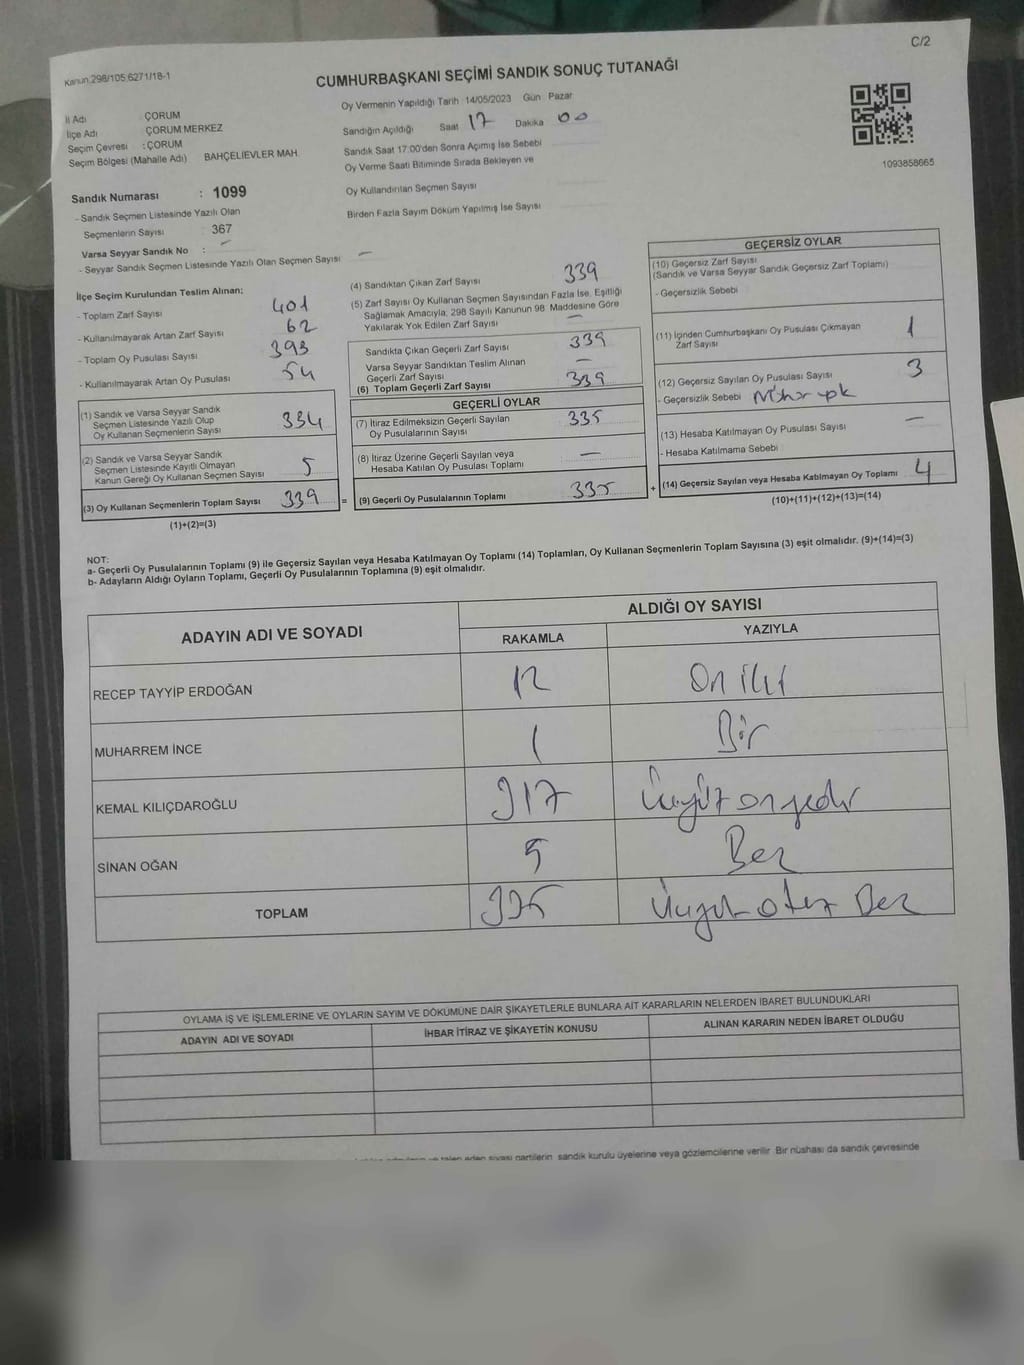 C/2
Kanun:298/105.6271/18-1
CUMHURBAŞKANI SEÇİMİ SANDIK SONUÇ TUTANAĞI
İl Adı ÇORUM
İlçe Adı ÇORUM MERKEZ
Seçim Çevresi : ÇORUM
Seçim Bölgesi (Mahalle Adı) BAHÇELİEVLER MAH.
Sandık Numarası : 1099
- Sandık Seçmen Listesinde Yazılı Olan
Seçmenlerin Sayısı : 367
Varsa Seyyar Sandık No : –
- Seyyar Sandık Seçmen Listesinde Yazılı Olan Seçmen Sayısı –
Oy Vermenin Yapıldığı Tarih 14/05/2023 Gün Pazar
Sandığın Açıldığı Saat 17 Dakika 00
Sandık Saat 17:00'den Sonra Açımış İse Sebebi
Oy Verme Saati Bitiminde Sırada Bekleyen ve
Oy Kullandırılan Seçmen Sayısı
Birden Fazla Sayım Döküm Yapılmış İse Sayısı
1093858665
İlçe Seçim Kurulundan Teslim Alınan:
- Toplam Zarf Sayısı 401
- Kullanılmayarak Artan Zarf Sayısı 62
- Toplam Oy Pusulası Sayısı 393
- Kullanılmayarak Artan Oy Pusulası 54
(1) Sandık ve Varsa Seyyar Sandık
Seçmen Listesinde Yazılı Olup
Oy Kullanan Seçmenlerin Sayısı 334
(2) Sandık ve Varsa Seyyar Sandık
Seçmen Listesinde Kayıtlı Olmayan
Kanun Gereği Oy Kullanan Seçmen Sayısı 5
(3) Oy Kullanan Seçmenlerin Toplam Sayısı 339 =
(1)+(2)=(3)
(4) Sandıktan Çıkan Zarf Sayısı 339
(5) Zarf Sayısı Oy Kullanan Seçmen Sayısından Fazla İse, Eşitliği
Sağlamak Amacıyla, 298 Sayılı Kanunun 98. Maddesine Göre
Yakılarak Yok Edilen Zarf Sayısı –
Sandıkta Çıkan Geçerli Zarf Sayısı 339
Varsa Seyyar Sandıktan Teslim Alınan
Geçerli Zarf Sayısı –
(6) Toplam Geçerli Zarf Sayısı 339
GEÇERLİ OYLAR
(7) İtiraz Edilmeksizin Geçerli Sayılan
Oy Pusulalarının Sayısı 335
(8) İtiraz Üzerine Geçerli Sayılan veya
Hesaba Katılan Oy Pusulası Toplamı –
(9) Geçerli Oy Pusulalarının Toplamı 335 +
GEÇERSİZ OYLAR
(10) Geçersiz Zarf Sayısı
(Sandık ve Varsa Seyyar Sandık Geçersiz Zarf Toplamı)
- Geçersizlik Sebebi
(11) İçinden Cumhurbaşkanı Oy Pusulası Çıkmayan
Zarf Sayısı 1
(12) Geçersiz Sayılan Oy Pusulası Sayısı 3
- Geçersizlik Sebebi
(13) Hesaba Katılmayan Oy Pusulası Sayısı –
- Hesaba Katılmama Sebebi
(14) Geçersiz Sayılan veya Hesaba Katılmayan Oy Toplamı 4
(10)+(11)+(12)+(13)=(14)
NOT:
a- Geçerli Oy Pusulalarının Toplamı (9) ile Geçersiz Sayılan veya Hesaba Katılmayan Oy Toplamı (14) Toplamları, Oy Kullanan Seçmenlerin Toplam Sayısına (3) eşit olmalıdır. (9)+(14)=(3)
b- Adayların Aldığı Oyların Toplamı, Geçerli Oy Pusulalarının Toplamına (9) eşit olmalıdır.
ADAYIN ADI VE SOYADI
ALDIĞI OY SAYISI
RAKAMLA YAZIYLA
RECEP TAYYİP ERDOĞAN 12 On iki
MUHARREM İNCE 1 Bir
KEMAL KILIÇDAROĞLU 317 Üçyüz onyedi
SİNAN OĞAN 5 Beş
TOPLAM 335 Üçyüz otuz Beş
OYLAMA İŞ VE İŞLEMLERİNE VE OYLARIN SAYIM VE DÖKÜMÜNE DAİR ŞİKAYETLERLE BUNLARA AİT KARARLARIN NELERDEN İBARET BULUNDUKLARI
ADAYIN ADI VE SOYADI İHBAR İTİRAZ VE ŞİKAYETİN KONUSU ALINAN KARARIN NEDEN İBARET OLDUĞU
talep eden siyasi partilerin sandık kurulu üyelerine veya gözlemcilerine verilir. Bir nüshası da sandık çevresinde